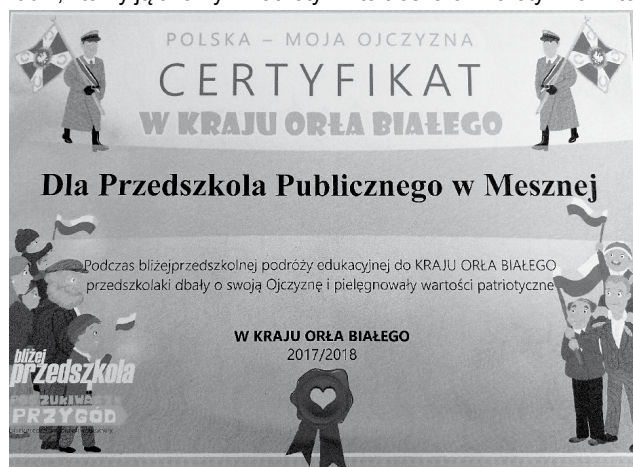 POLSKA – MOJA OJCZYZNA
CERTYFIKAT
W KRAJU ORŁA BIAŁEGO
Dla Przedszkola Publicznego w Mesznej
Podczas bliżejprzedszkolnej podróży edukacyjnej do KRAJU ORŁA BIAŁEGO
przedszkolaki dbały o swoją Ojczyznę i pielęgnowały wartości patriotyczne
W KRAJU ORŁA BIAŁEGO
2017/2018
bliżej
przedszkola
POSZUKIWACZE
PRZYGÓD